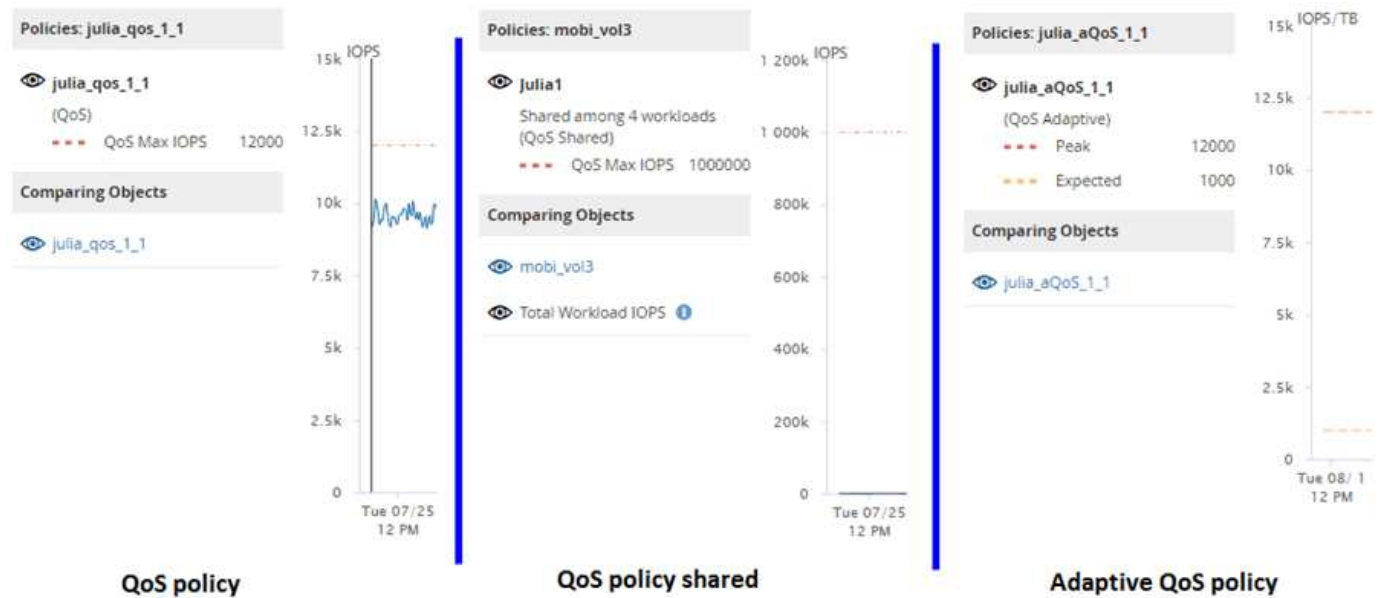 Policies: julia_qos_1_1
julia_qos_1_1
(QoS)
QoS Max IOPS 12000
Comparing Objects
julia_qos_1_1
IOPS
15k
12.5k
10k
7.5k
5k
2.5k
0
Tue 07/25
12 PM
QoS policy
Policies: mobi_vol3
Julia1
Shared among 4 workloads
(QoS Shared)
QoS Max IOPS 1000000
Comparing Objects
mobi_vol3
Total Workload IOPS i
IOPS
1 200k
1 000k
800k
600k
400k
200k
0
Tue 07/25
12 PM
QoS policy shared
Policies: julia_aQoS_1_1
julia_aQoS_1_1
(QoS Adaptive)
Peak 12000
Expected 1000
Comparing Objects
julia_aQoS_1_1
IOPS/TB
15k
12.5k
10k
7.5k
5k
2.5k
0
Tue 08/ 1
12 PM
Adaptive QoS policy